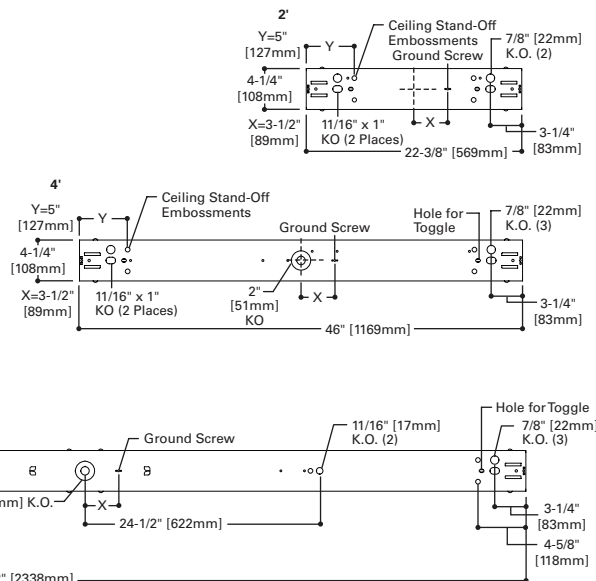 2'
Y=5"
[127mm]
Y
Ceiling Stand-Off
Embossments
Ground Screw
7/8" [22mm]
K.O. (2)
4-1/4"
[108mm]
X=3-1/2"
[89mm]
11/16" x 1"
KO (2 Places)
X
3-1/4"
[83mm]
22-3/8" [569mm]
4'
Y=5"
[127mm]
Y
Ceiling Stand-Off
Embossments
Ground Screw
Hole for
Toggle
7/8" [22mm]
K.O. (3)
4-1/4"
[108mm]
X=3-1/2"
[89mm]
11/16" x 1"
KO (2 Places)
2"
[51mm]
KO
X
3-1/4"
[83mm]
46" [1169mm]
Ground Screw
11/16" [17mm]
K.O. (2)
Hole for Toggle
7/8" [22mm]
K.O. (3)
mm] K.O.
X
24-1/2" [622mm]
3-1/4"
[83mm]
4-5/8"
[118mm]
" [2338mm]